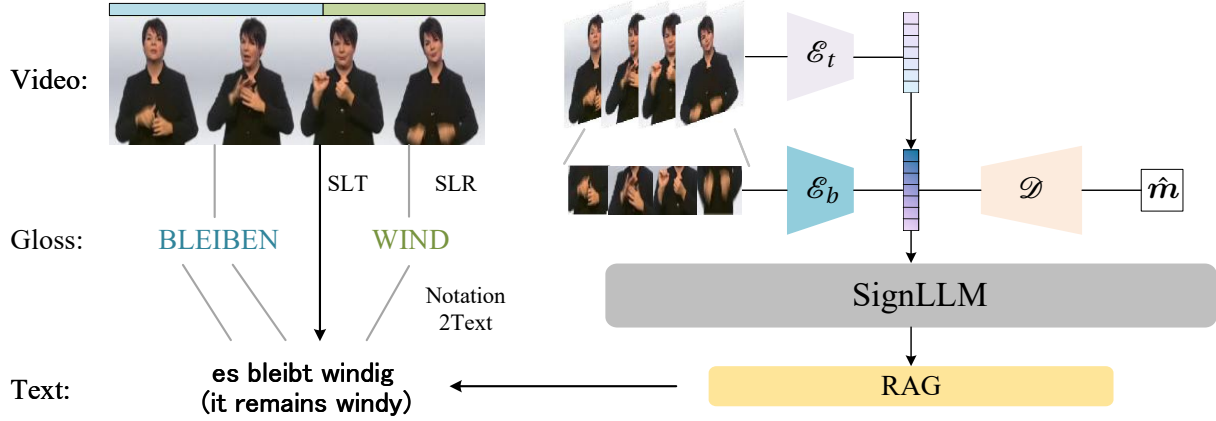 Video:
SLT
SLR
Gloss:
BLEIBEN
WIND
Notation
2Text
Text:
es bleibt windig
(it remains windy)
ℰt
ℰb
𝒟
m̂
SignLLM
RAG